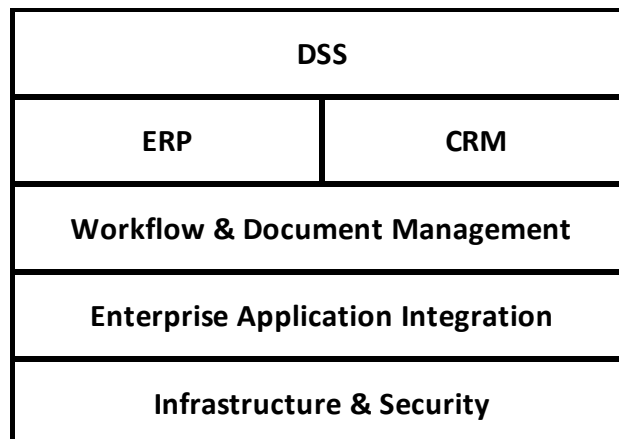 DSS
ERP
CRM
Workflow & Document Management
Enterprise Application Integration
Infrastructure & Security